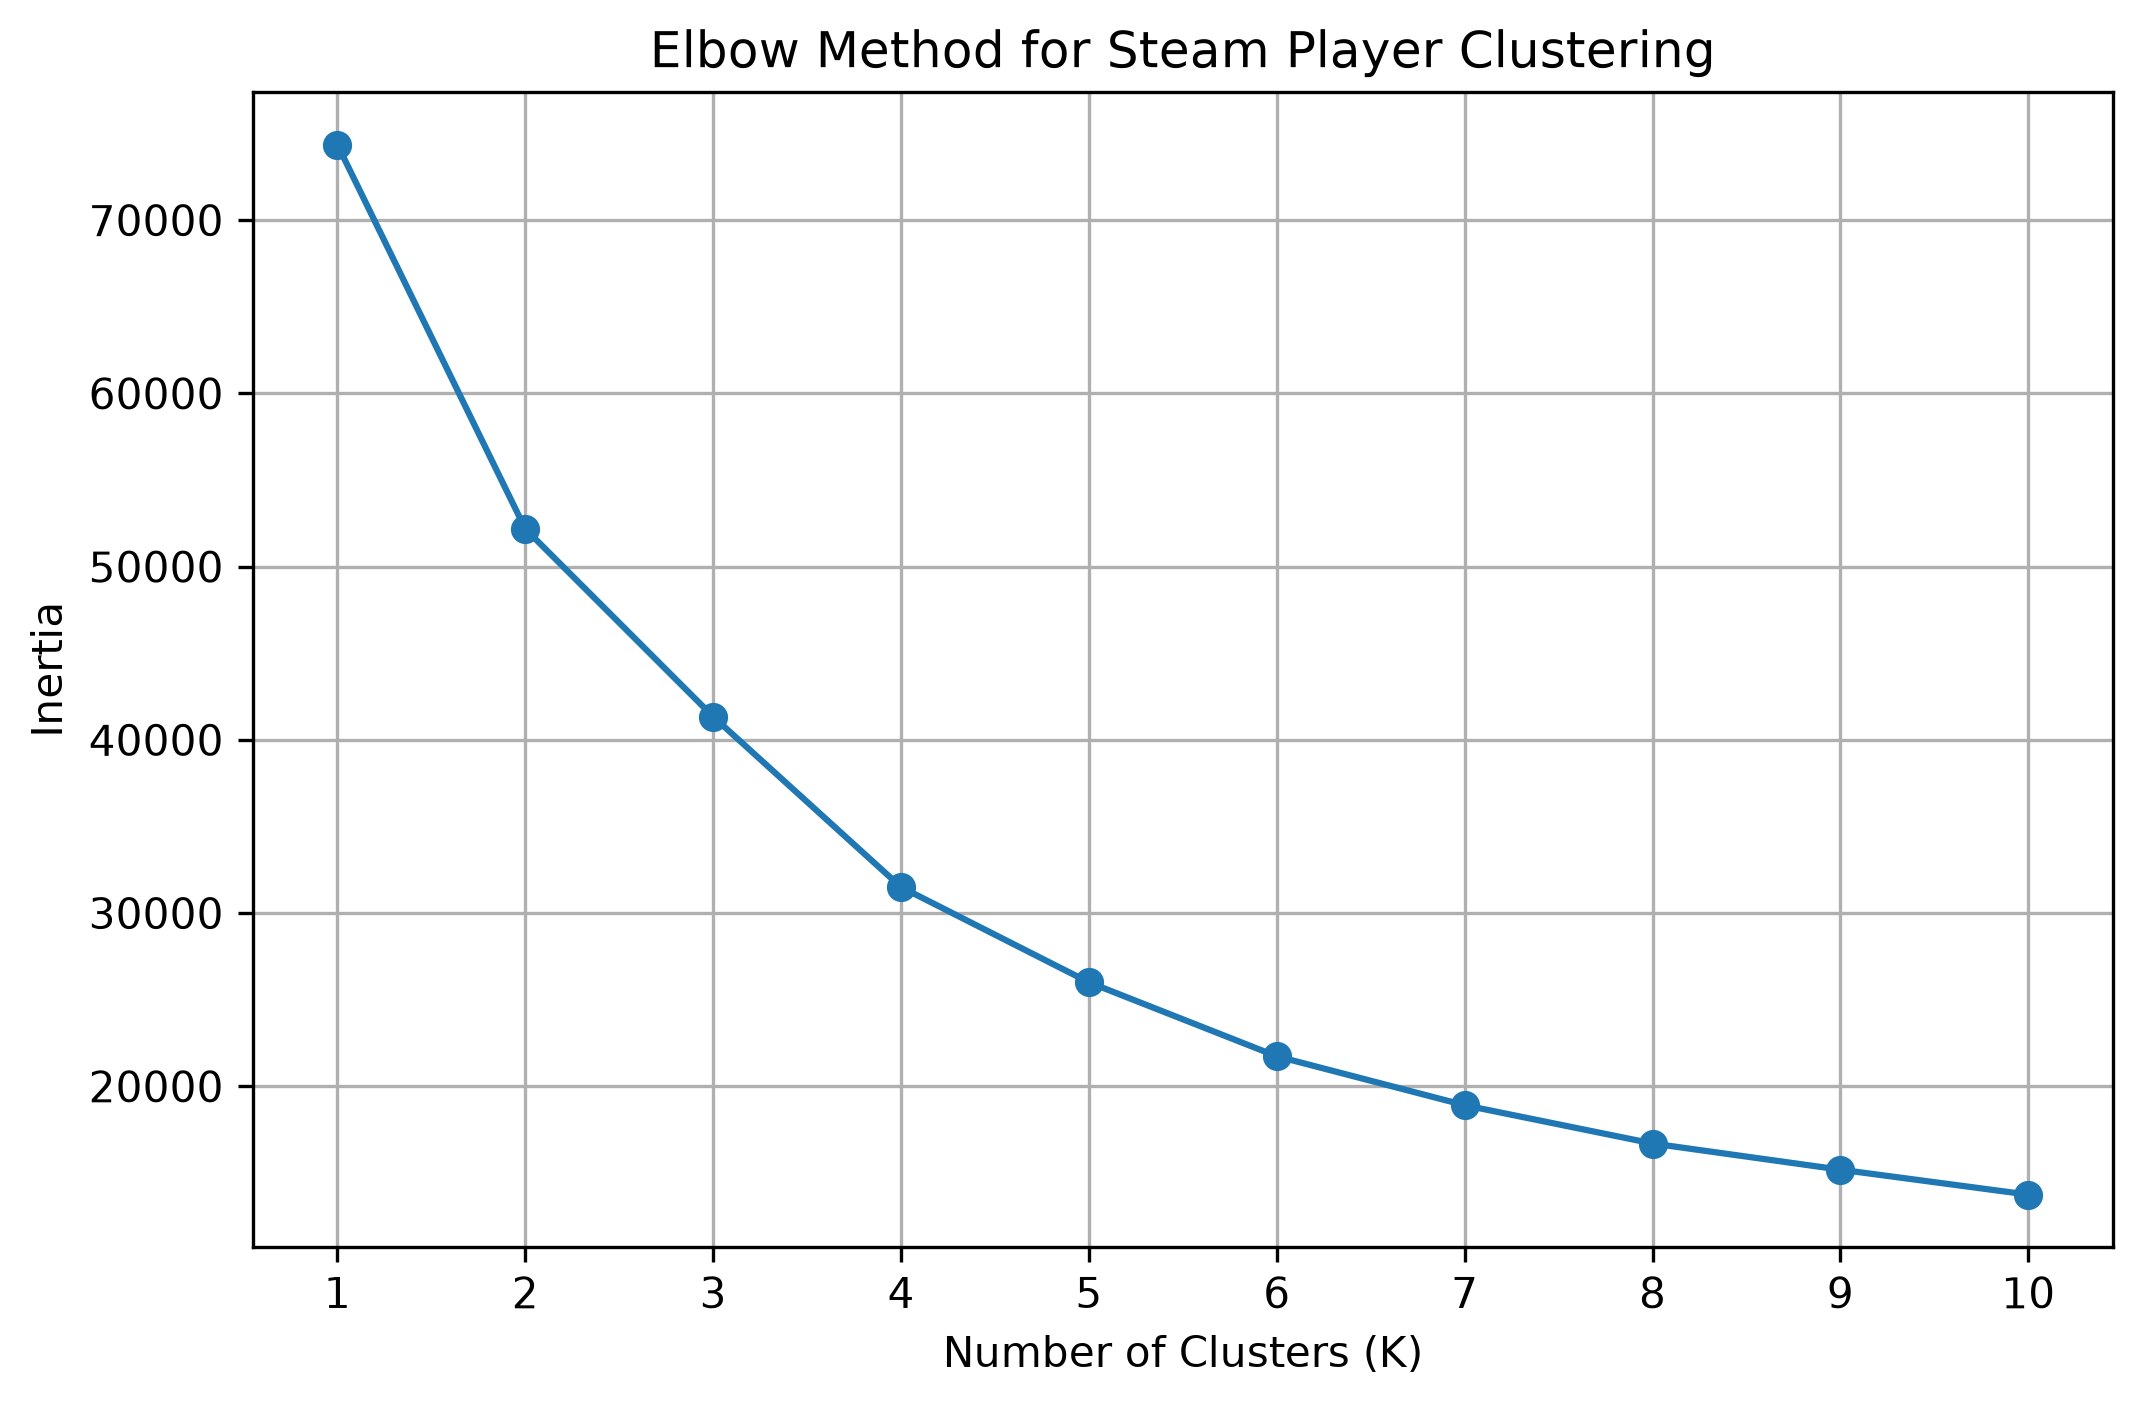 Elbow Method for Steam Player Clustering
Inertia
70000
60000
50000
40000
30000
20000
1 2 3 4 5 6 7 8 9 10
Number of Clusters (K)